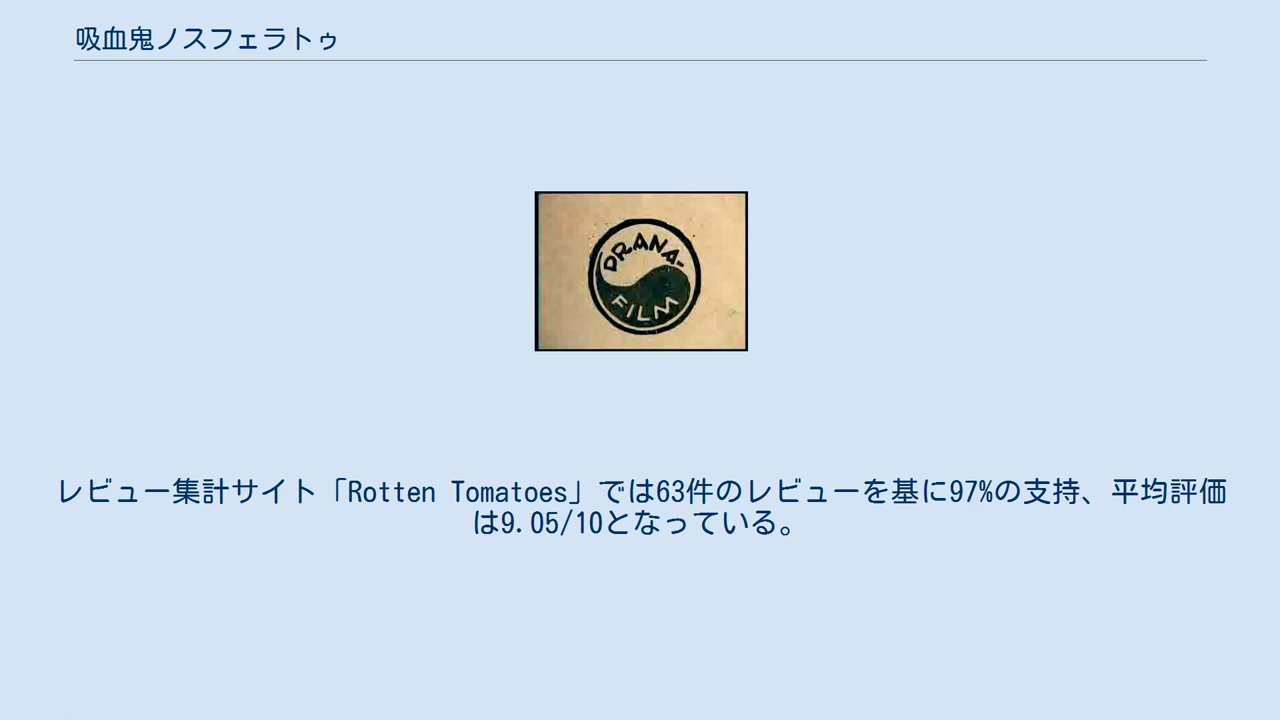 吸血鬼ノスフェラトゥ
PRANA-
FILM
レビュー集計サイト「Rotten Tomatoes」では63件のレビューを基に97%の支持、平均評価
は9.05/10となっている。